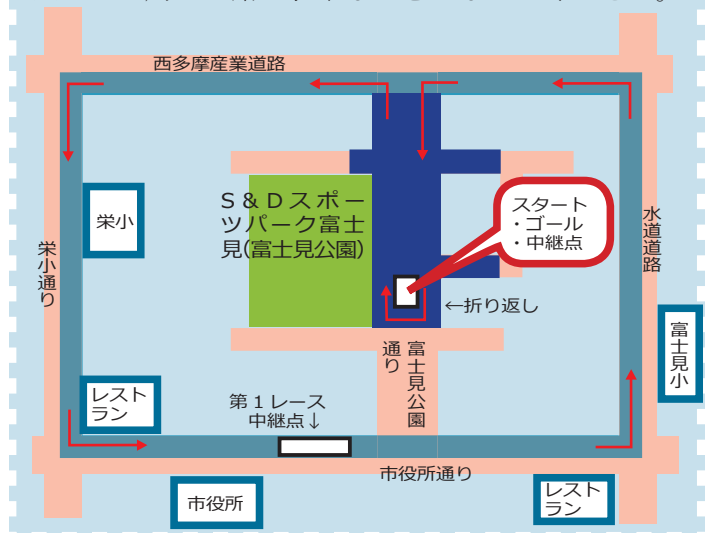 西多摩産業道路
栄小
S&Dスポー
ツパーク富士
見(富士見公園)
スタート
・ゴール
・中継点
水道道路
栄小通り
←折り返し
富士見公園
通り
富士見小
レスト
ラン
第1レース
中継点↓
市役所通り
市役所
レスト
ラン